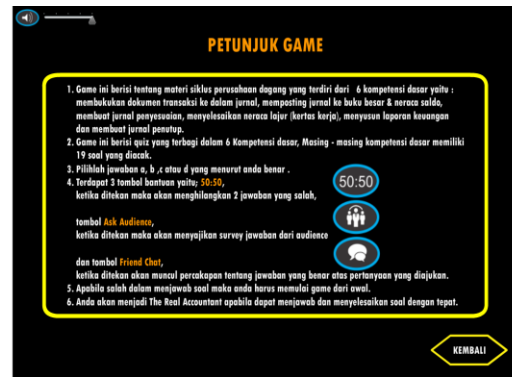 PETUNJUK GAME
1. Game ini berisi tentang materi siklus perusahaan dagang yang terdiri dari 6 kompetensi dasar yaitu :
membukukan dokumen transaksi ke dalam jurnal, memposting jurnal ke buku besar & neraca saldo,
membuat jurnal penyesuaian, menyelesaikan neraca lajur (kertas kerja), menyusun laporan keuangan
dan membuat jurnal penutup.
2. Game ini berisi quiz yang terbagi dalam 6 Kompetensi dasar, Masing - masing kompetensi dasar memiliki
19 soal yang diacak.
3. Pilihlah jawaban a, b ,c atau d yang menurut anda benar .
4. Terdapat 3 tombol bantuan yaitu; 50:50,
ketika ditekan maka akan menghilangkan 2 jawaban yang salah,
50:50
tombol Ask Audience,
ketika ditekan maka akan menyajikan survey jawaban dari audience
dan tombol Friend Chat,
ketika ditekan akan muncul percakapan tentang jawaban yang benar atas pertanyaan yang diajukan.
5. Apabila salah dalam menjawab soal maka anda harus memulai game dari awal.
6. Anda akan menjadi The Real Accountant apabila dapat menjawab dan menyelesaikan soal dengan tepat.
KEMBALI